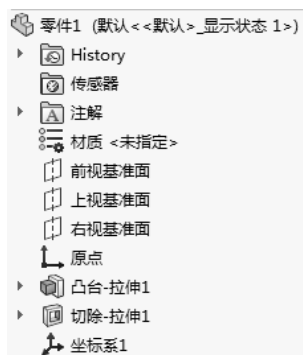 零件1 (默认<<默认>_显示状态 1>)
History
传感器
A 注解
材质 <未指定>
前视基准面
上视基准面
右视基准面
原点
凸台-拉伸1
切除-拉伸1
坐标系1